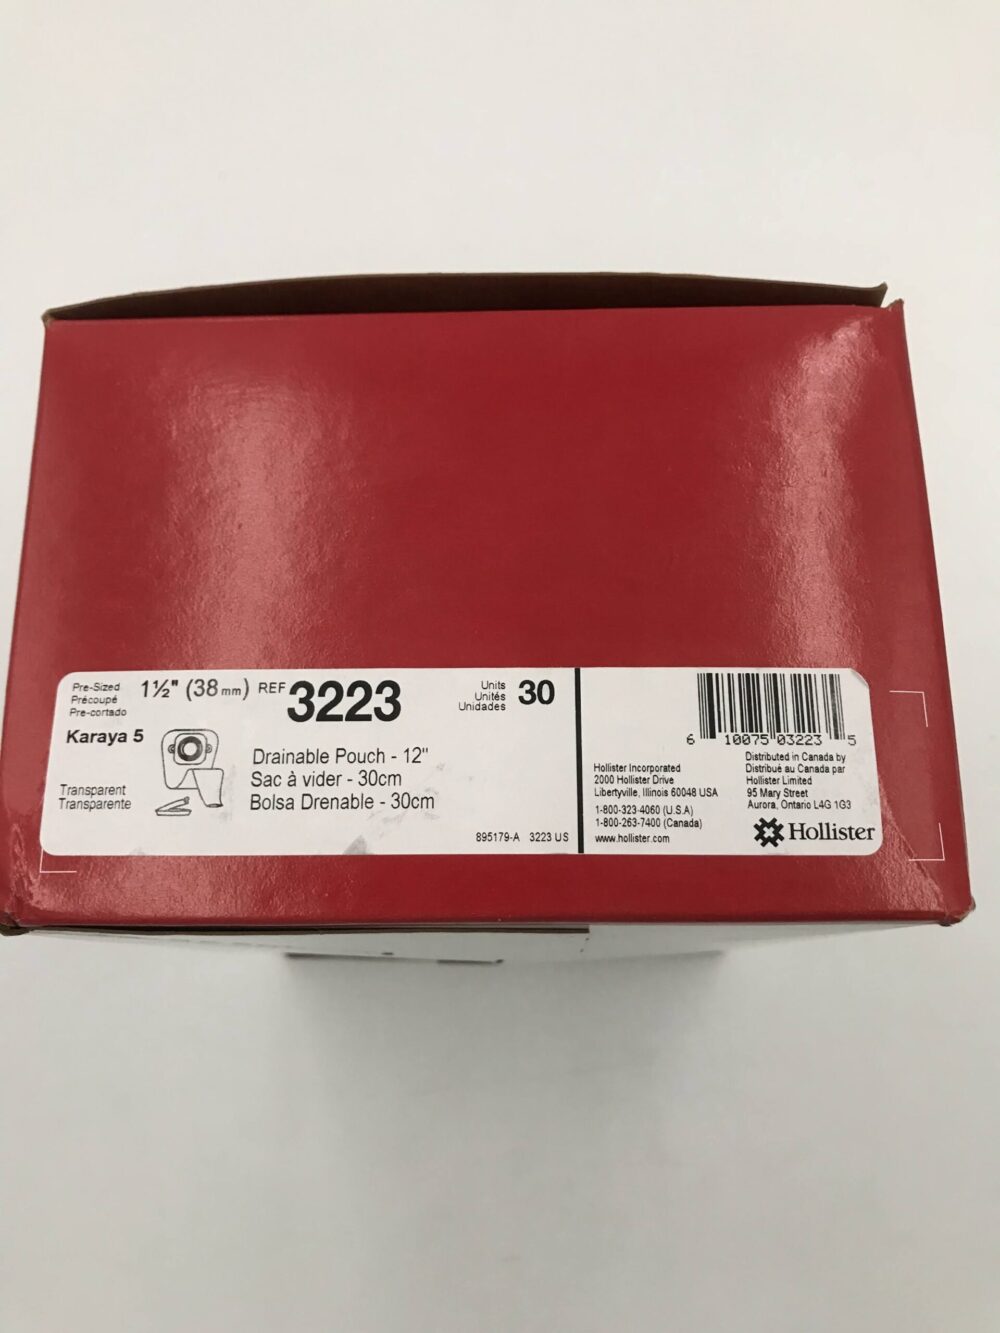 Pre-Sized
Précoupé
Pre-cortado
1½" (38 mm)
REF 3223
Units
Unités
Unidades
30
Karaya 5
Transparent
Transparente
Drainable Pouch - 12"
Sac à vider - 30cm
Bolsa Drenable - 30cm
895179-A 3223 US
6 10075 03223 5
Hollister Incorporated
2000 Hollister Drive
Libertyville, Illinois 60048 USA
1-800-323-4060 (U.S.A)
1-800-263-7400 (Canada)
www.hollister.com
Distributed in Canada by
Distribué au Canada par
Hollister Limited
95 Mary Street
Aurora, Ontario L4G 1G3
Hollister